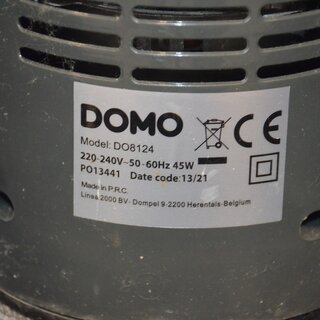 DOMO CE
Model: DO8124
220-240V~50-60Hz 45W
PO13441 Date code:13/21
Made in P.R.C.
Linea 2000 BV- Dompel 9-2200 Herentals-Belgium